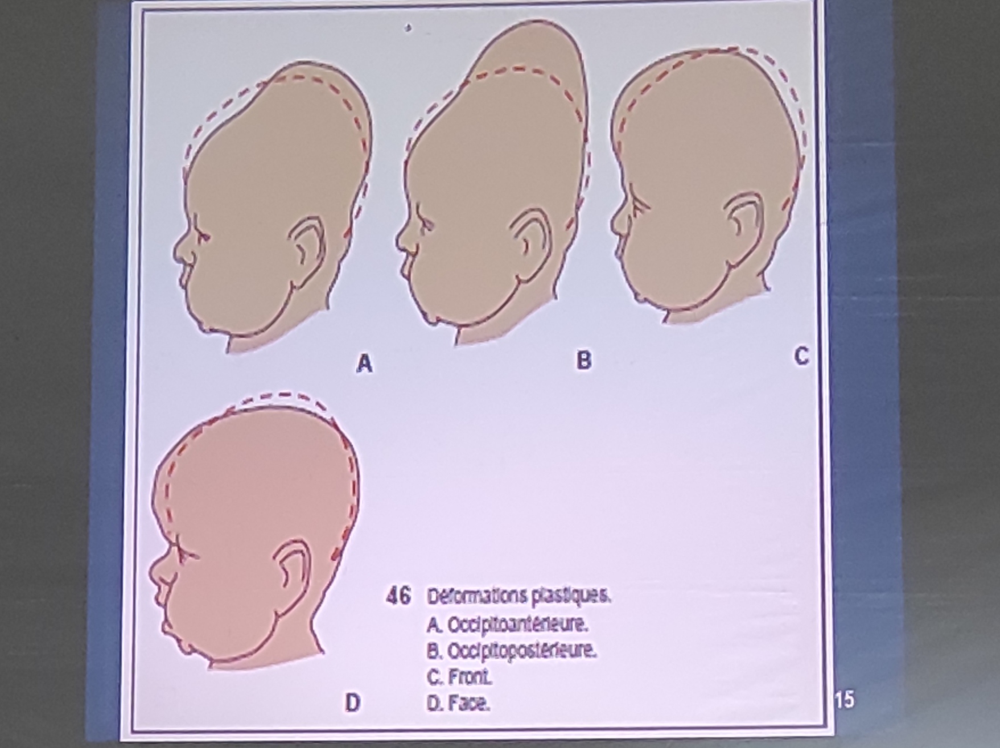 A
B
C
D
46 Déformations plastiques.
A. Occipitoantérieure.
B. Occipitopostérieure.
C. Front.
D. Face.
15